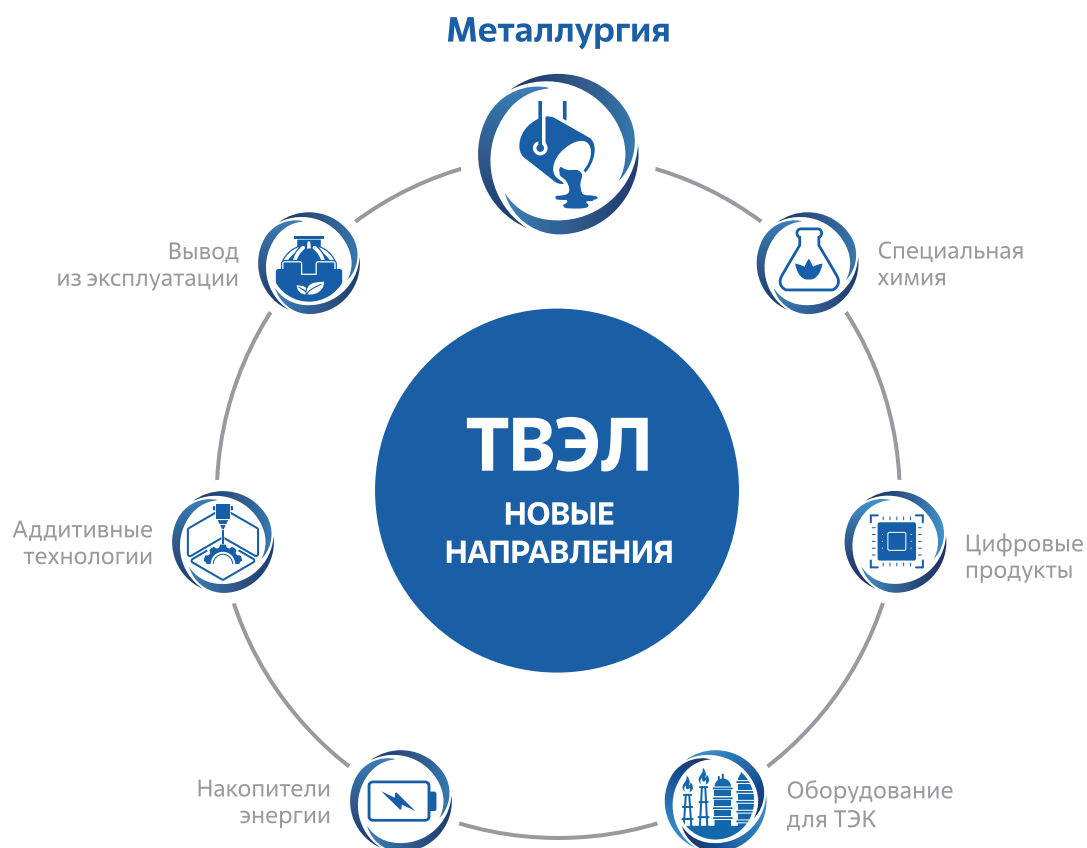 Металлургия
Специальная
химия
Цифровые
продукты
Оборудование
для ТЭК
Накопители
энергии
Аддитивные
технологии
Вывод
из эксплуатации
ТВЭЛ
НОВЫЕ
НАПРАВЛЕНИЯ